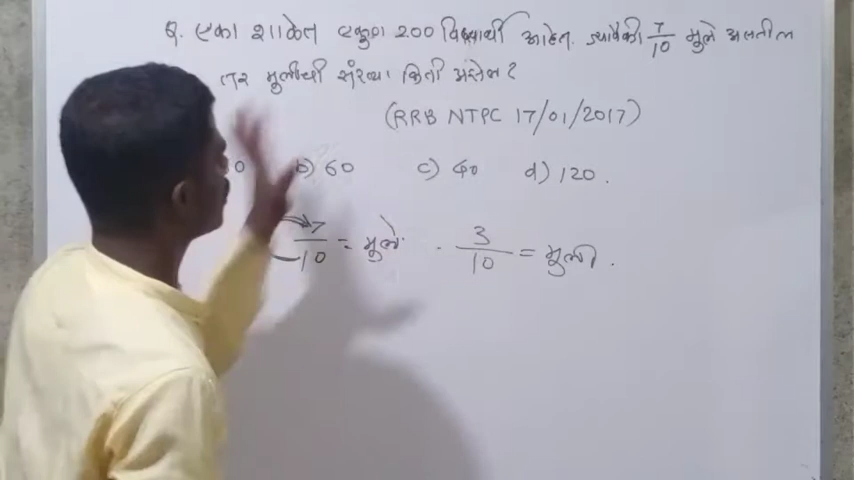 Q. एका शाळेत एकुण 200 विद्यार्थी आहेत. ज्यापैकी 7/10 मुले असतील
तर मुलींची संख्या किती असेल?
(RRB NTPC 17/01/2017)
0 b) 60 c) 40 d) 120.
7/10 = मुले. 3/10 = मुली.